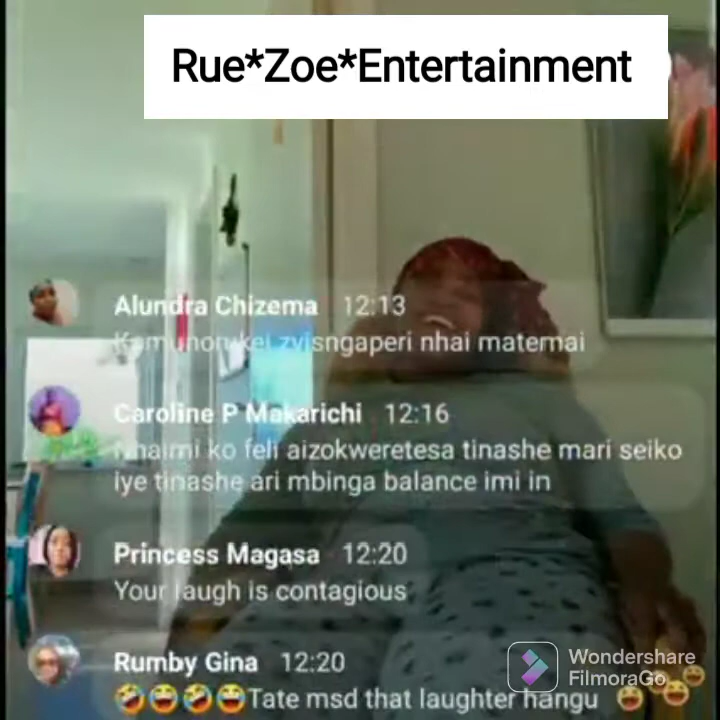 Rue*Zoe*Entertainment
Alundra Chizema 12:13
nhai matemai
Caroline P Makarichi 12:16
ko feli aizokweretesa tinashe mari seiko
iye tinashe ari mbinga balance imi in
Princess Magasa 12:20
Your laugh is contagious
Rumby Gina 12:20
🤣😂🤣😂Tate msd that laughter hangu
Wondershare
FilmoraGo